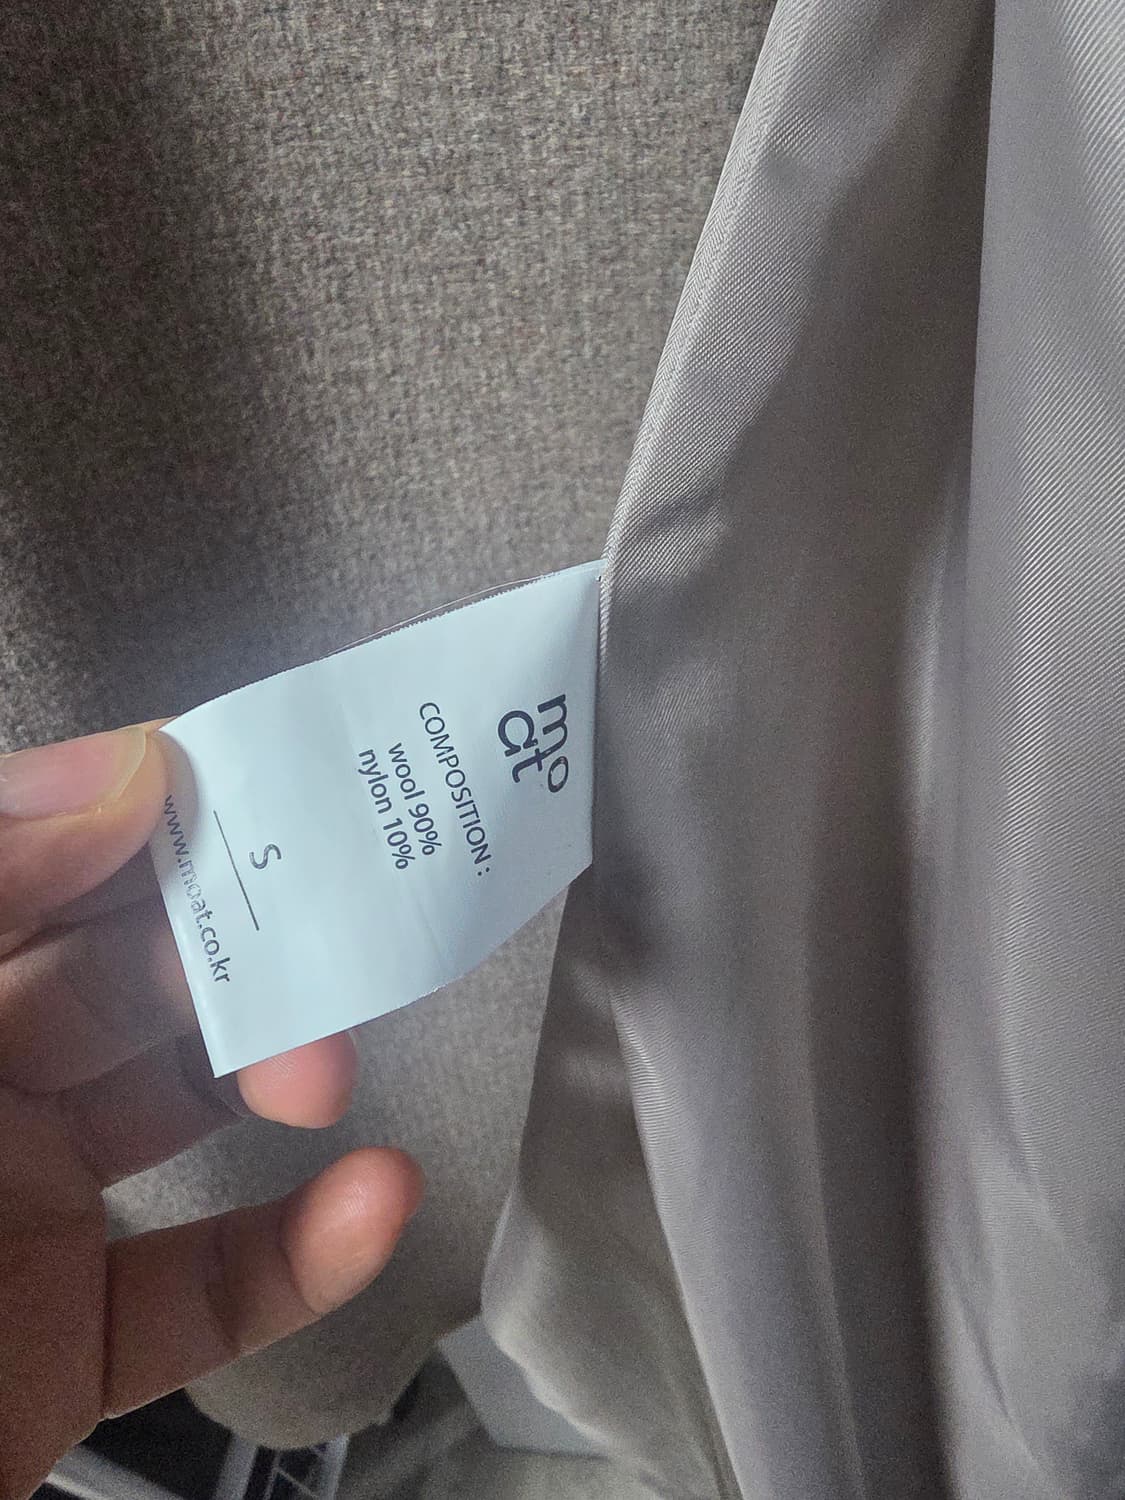 mo
at
COMPOSITION :
wool 90%
nylon 10%
S
www.moat.co.kr